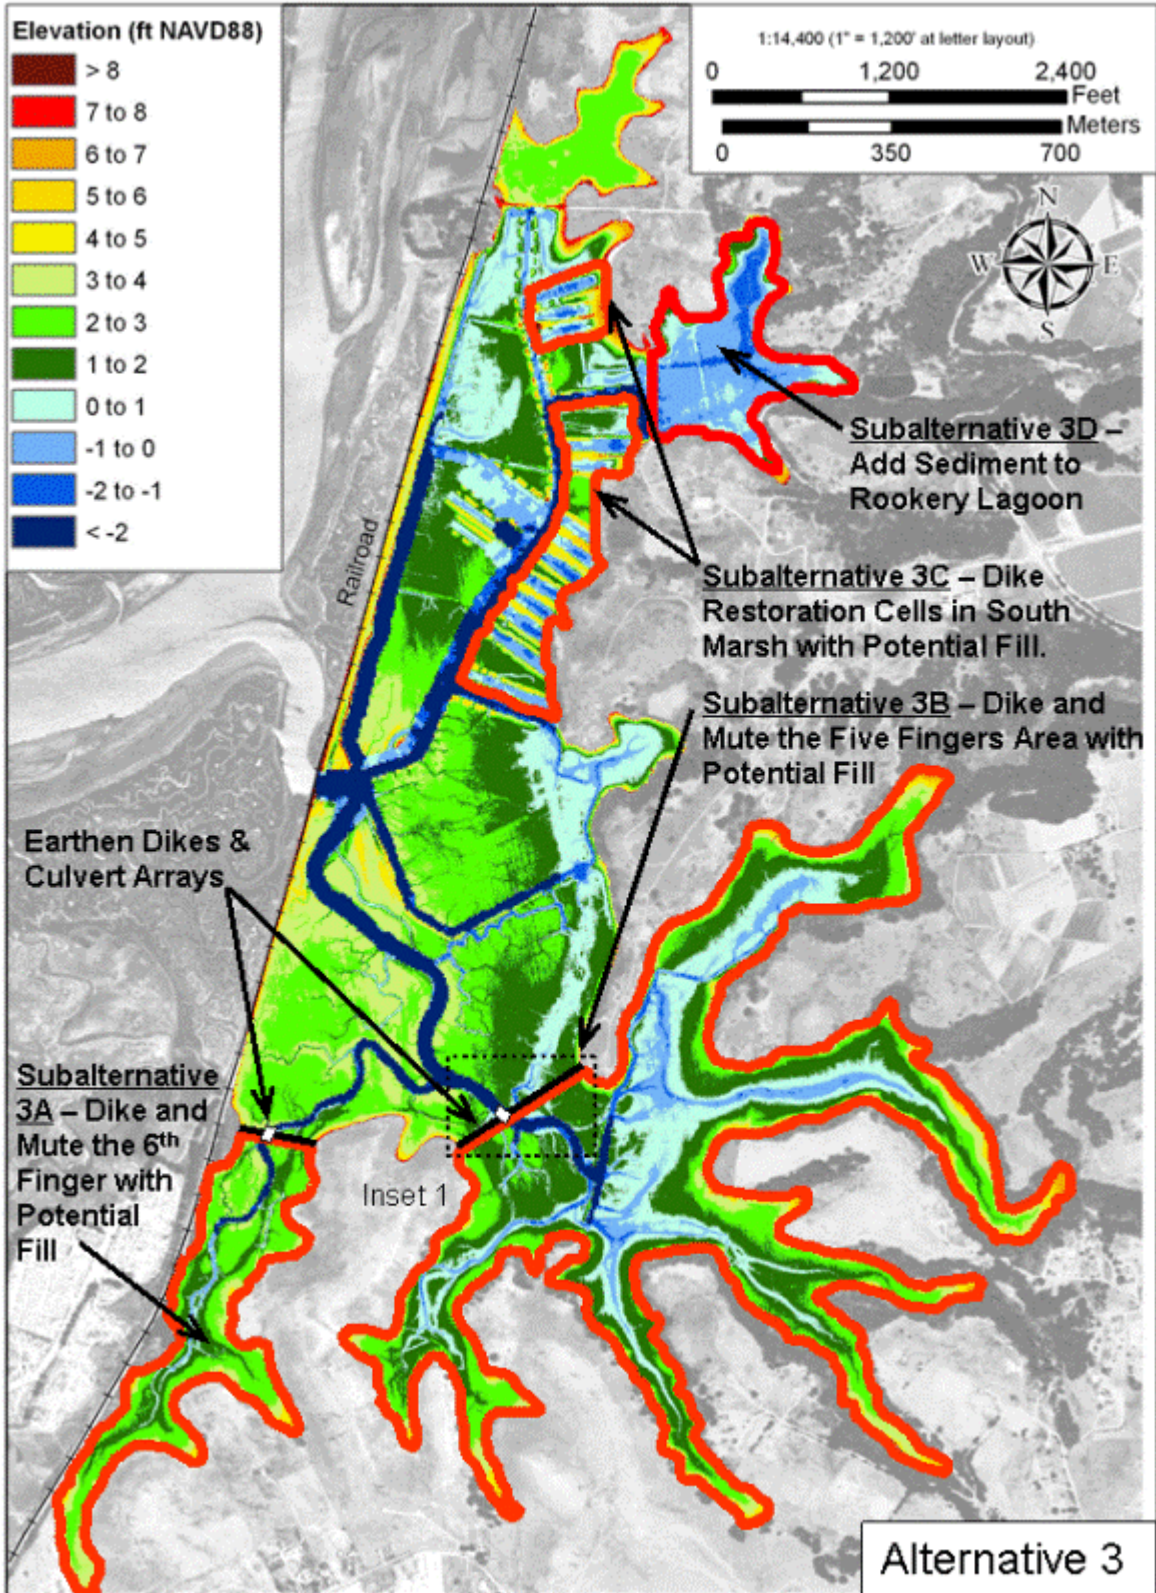 Elevation (ft NAVD88)
> 8
7 to 8
6 to 7
5 to 6
4 to 5
3 to 4
2 to 3
1 to 2
0 to 1
-1 to 0
-2 to -1
< -2
1:14,400 (1" = 1,200' at letter layout)
0 1,200 2,400
Feet
Meters
0 350 700
N
W E
S
Railroad
Subalternative 3D –
Add Sediment to
Rookery Lagoon
Subalternative 3C – Dike
Restoration Cells in South
Marsh with Potential Fill.
Subalternative 3B – Dike and
Mute the Five Fingers Area with
Potential Fill
Earthen Dikes &
Culvert Arrays
Subalternative
3A – Dike and
Mute the 6th
Finger with
Potential
Fill
Inset 1
Alternative 3